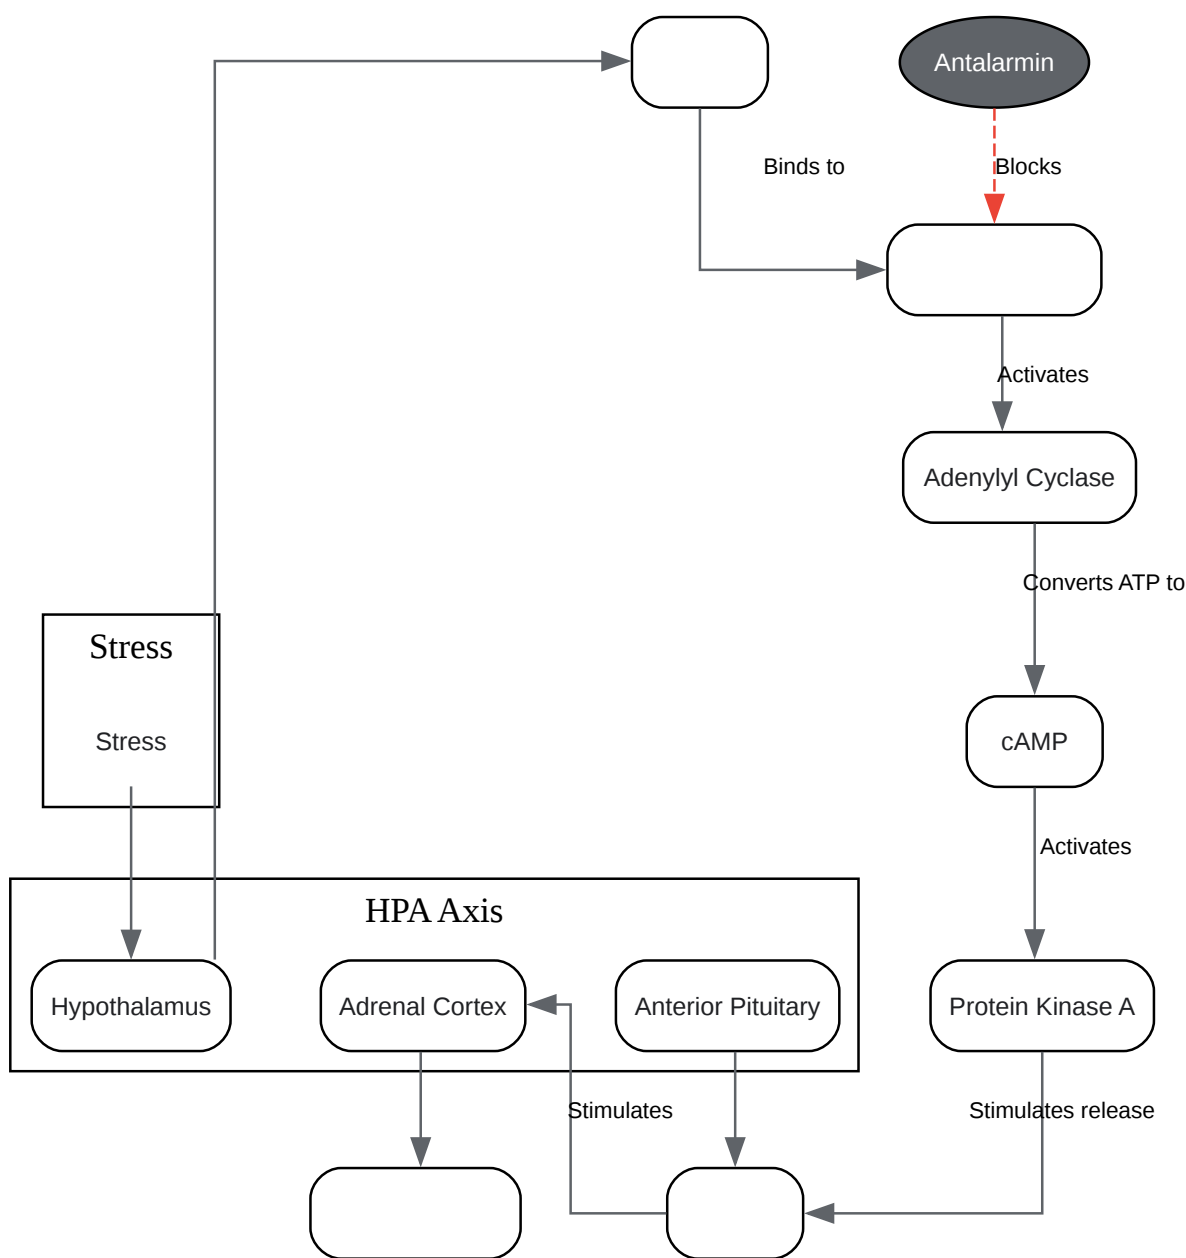 Antalarmin
Binds to
Blocks
Activates
Adenylyl Cyclase
Converts ATP to
Stress
Stress
cAMP
Activates
HPA Axis
Hypothalamus
Adrenal Cortex
Anterior Pituitary
Protein Kinase A
Stimulates
Stimulates release